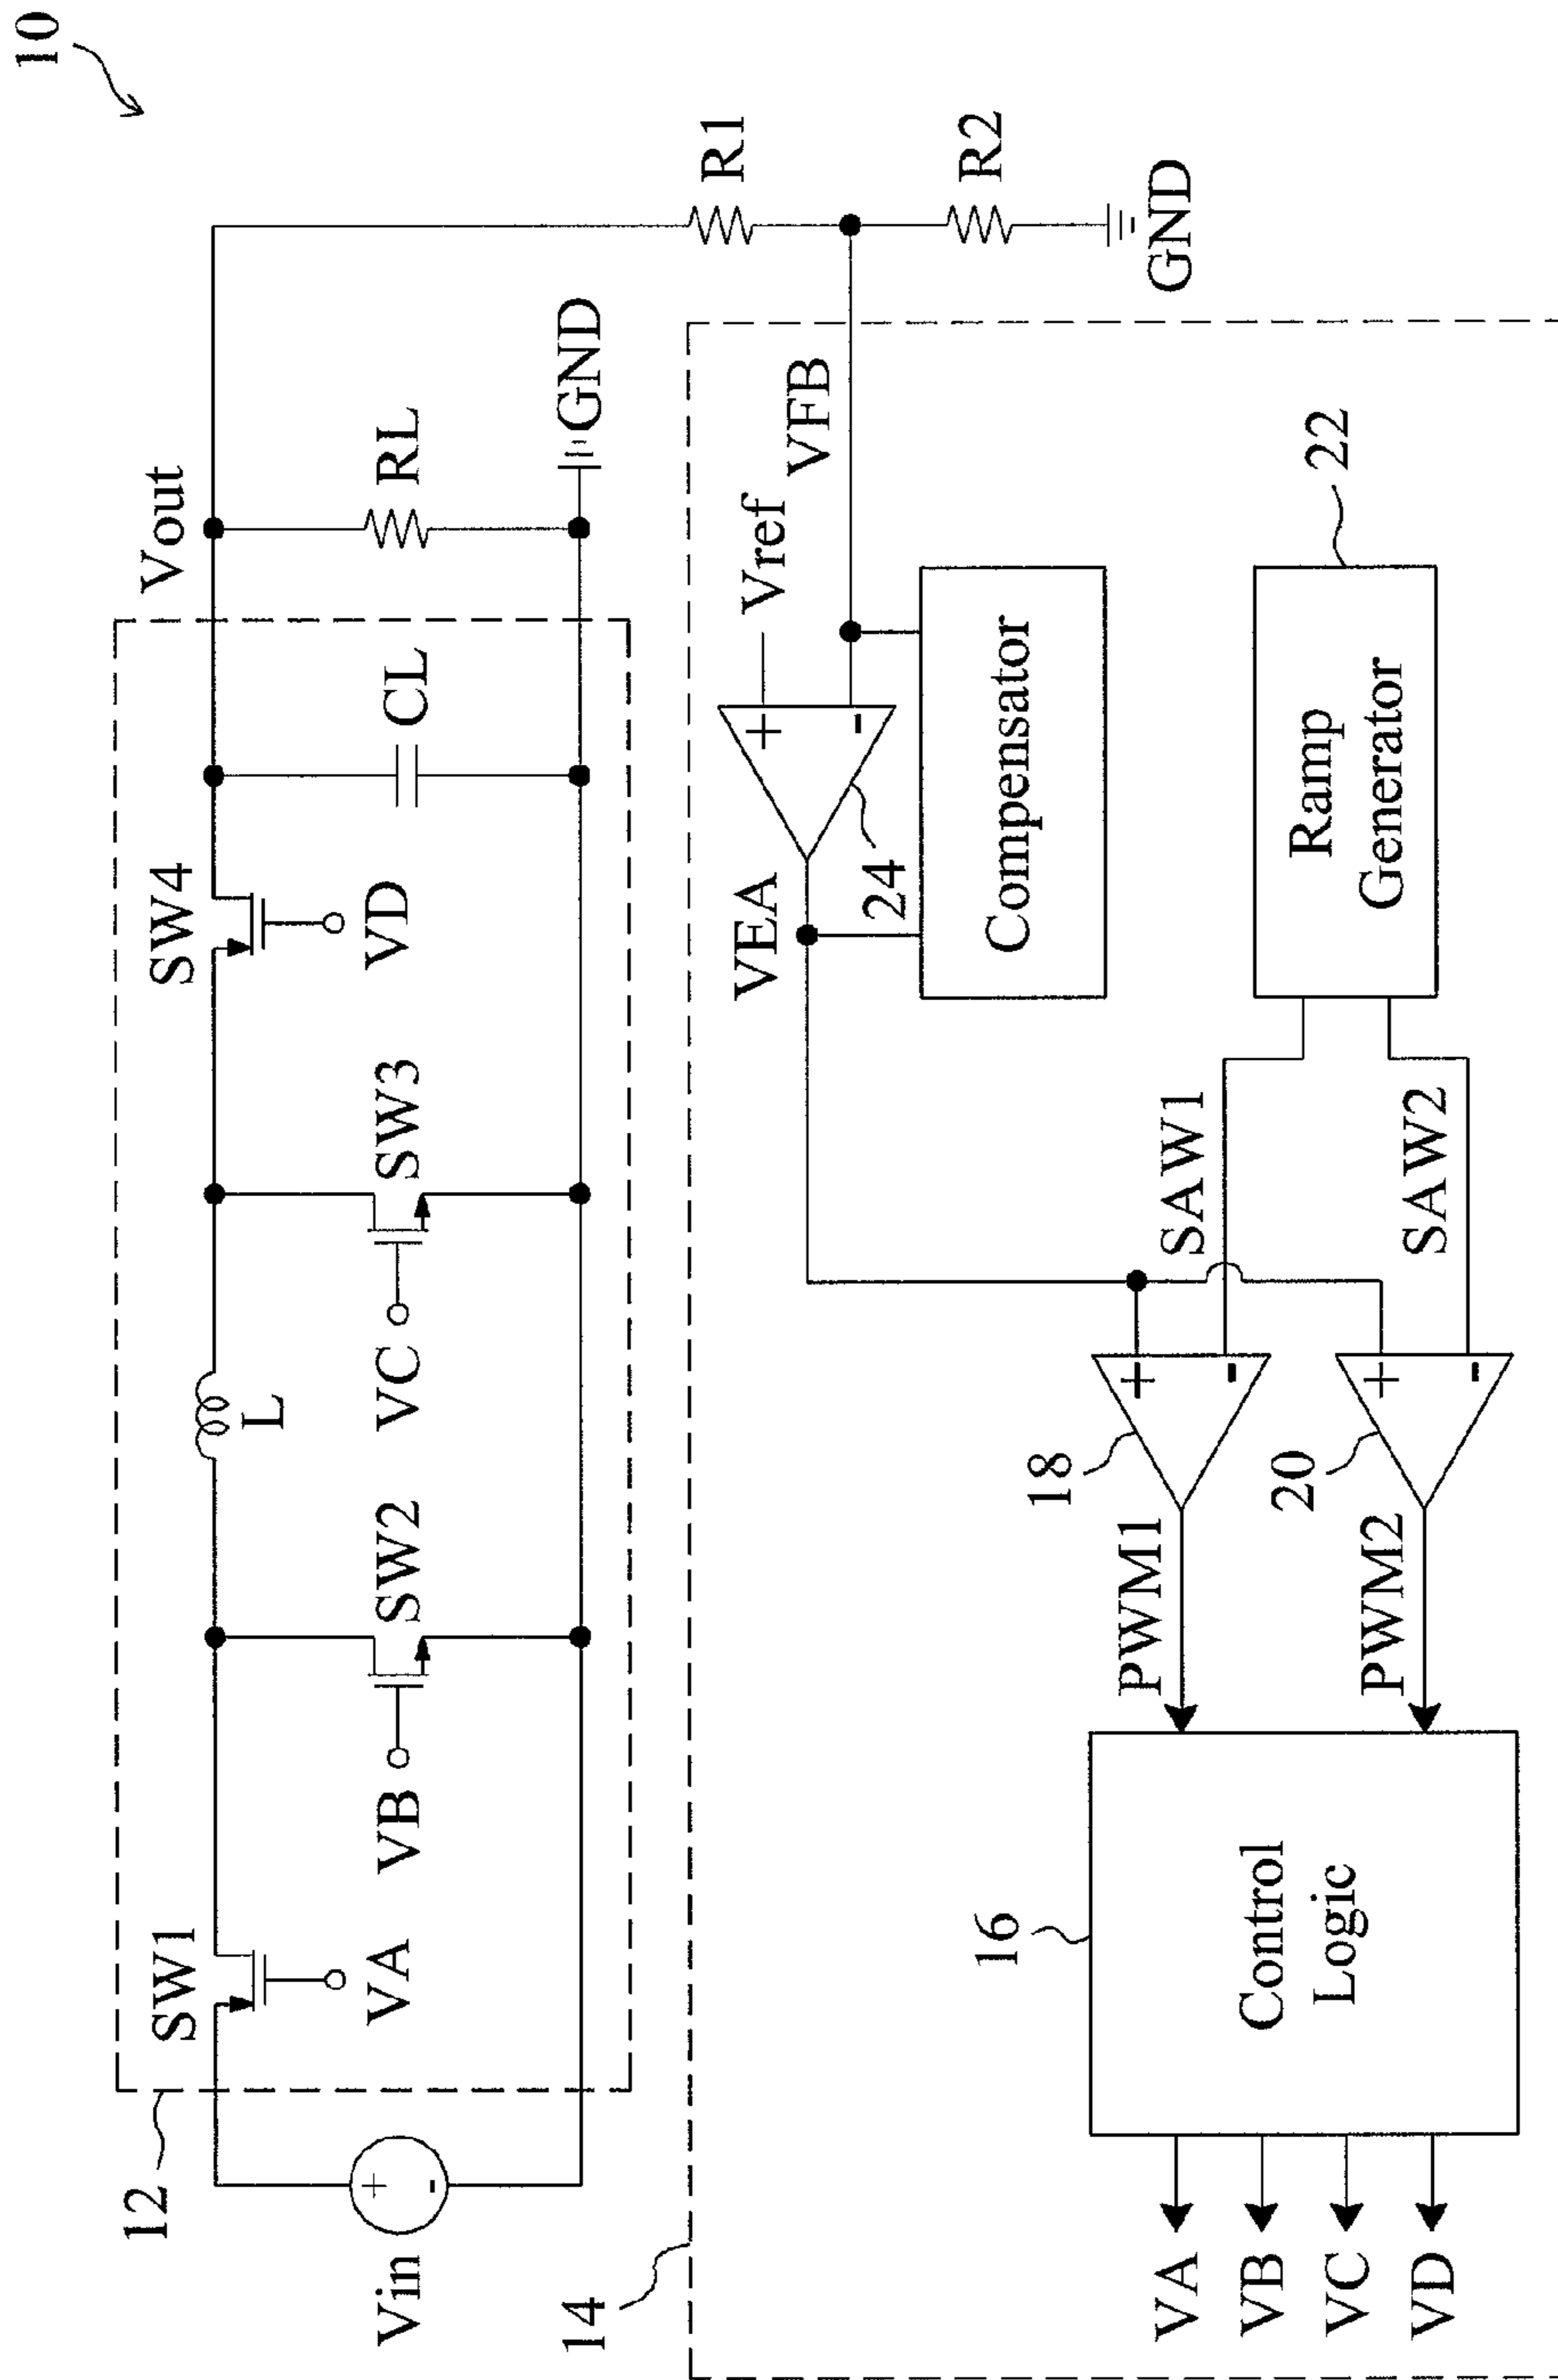 10
12
Vin
SW1
VA
VB
SW2
L
VC
SW3
SW4
VD
CL
Vout
RL
GND
R1
R2
GND
14
VEA
24
Vref
VFB
+
-
+
-
Compensator
Ramp
Generator
22
SAW1
SAW2
18
+
-
20
+
-
PWM1
PWM2
16
Control
Logic
VA
VB
VC
VD